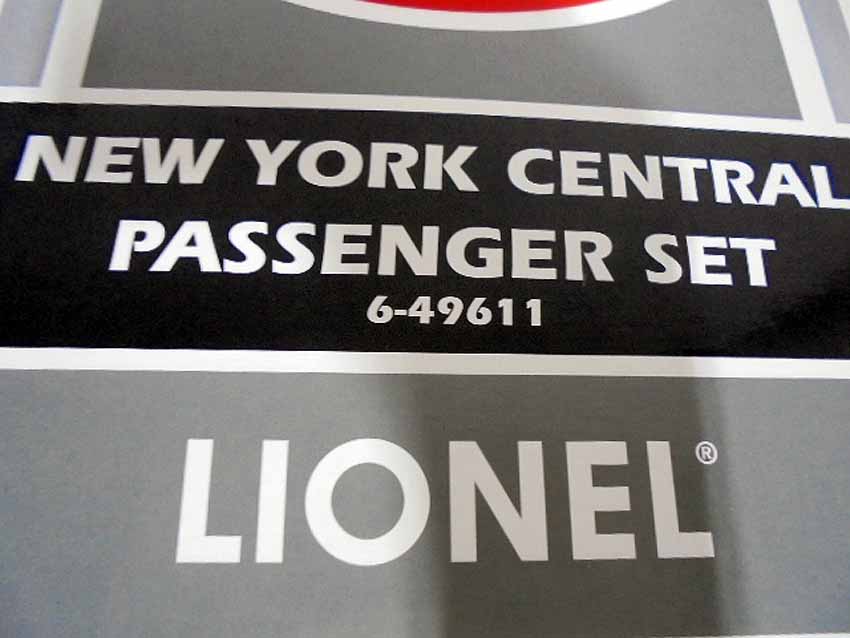 NEW YORK CENTRAL
PASSENGER SET
6-49611
LIONEL®